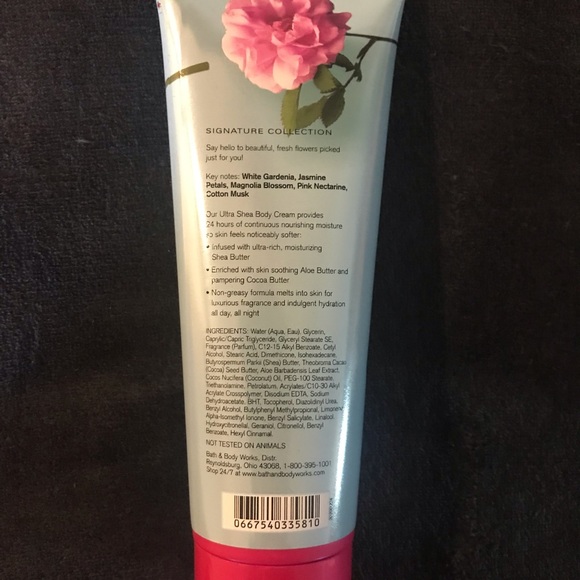 SIGNATURE COLLECTION
Say hello to beautiful, fresh flowers picked
just for you!
Key notes: White Gardenia, Jasmine
Petals, Magnolia Blossom, Pink Nectarine,
Cotton Musk
Our Ultra Shea Body Cream provides
24 hours of continuous nourishing moisture
so skin feels noticeably softer:
• Infused with ultra-rich, moisturizing
Shea Butter
• Enriched with skin soothing Aloe Butter and
pampering Cocoa Butter
• Non-greasy formula melts into skin for
luxurious fragrance and indulgent hydration
all day, all night
INGREDIENTS: Water (Aqua, Eau), Glycerin,
Caprylic/Capric Triglyceride, Glyceryl Stearate SE,
Fragrance (Parfum), C12-15 Alkyl Benzoate, Cetyl
Alcohol, Stearic Acid, Dimethicone, Isohexadecane,
Butyrospermum Parkii (Shea) Butter, Theobroma Cacao
(Cocoa) Seed Butter, Aloe Barbadensis Leaf Extract,
Cocos Nucifera (Coconut) Oil, PEG-100 Stearate,
Triethanolamine, Petrolatum, Acrylates/C10-30 Alkyl
Acrylate Crosspolymer, Disodium EDTA, Sodium
Dehydroacetate, BHT, Tocopherol, Diazolidinyl Urea,
Benzyl Alcohol, Butylphenyl Methylpropional, Limonene,
Alpha-Isomethyl Ionone, Benzyl Salicylate, Linalool,
Hydroxycitronellal, Geraniol, Citronellol, Benzyl
Benzoate, Hexyl Cinnamal.
NOT TESTED ON ANIMALS
Bath & Body Works, Distr.
Reynoldsburg, Ohio 43068, 1-800-395-1001
Shop 24/7 at www.bathandbodyworks.com
0667540335810